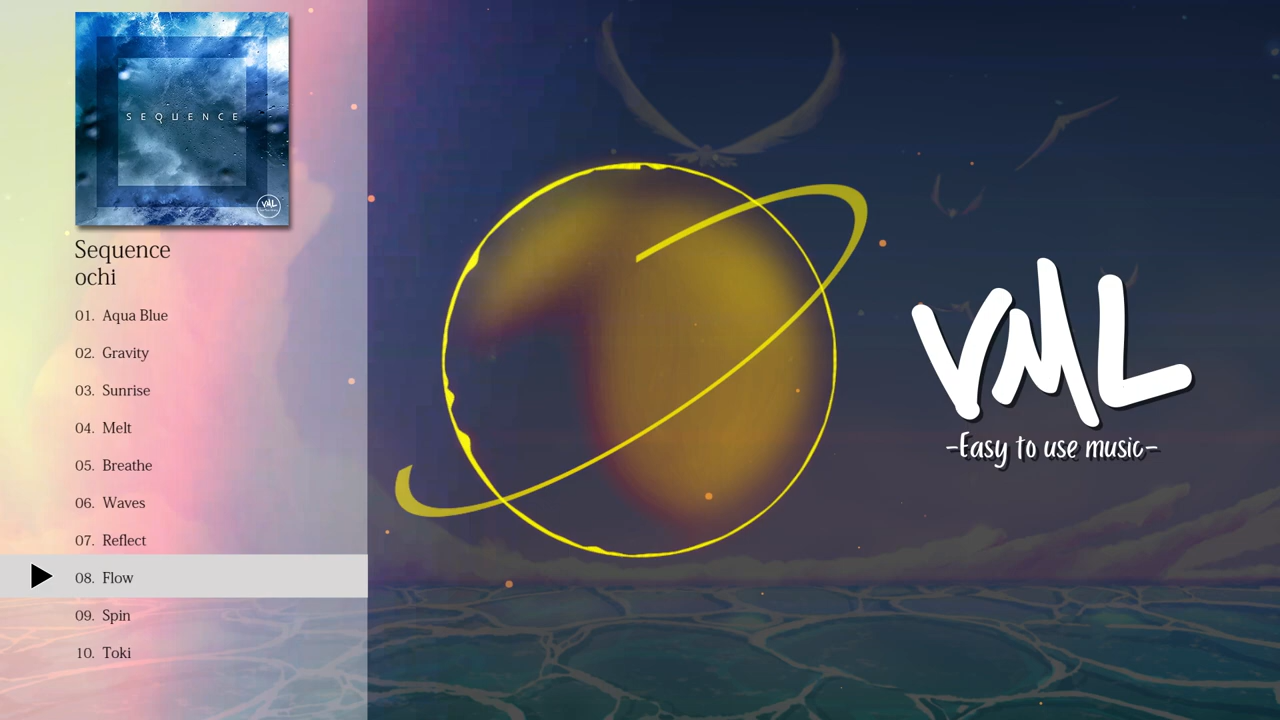 SEQUENCE
VML
Sequence
ochi
01. Aqua Blue
02. Gravity
03. Sunrise
04. Melt
05. Breathe
06. Waves
07. Reflect
08. Flow
09. Spin
10. Toki
VML
-Easy to use music-